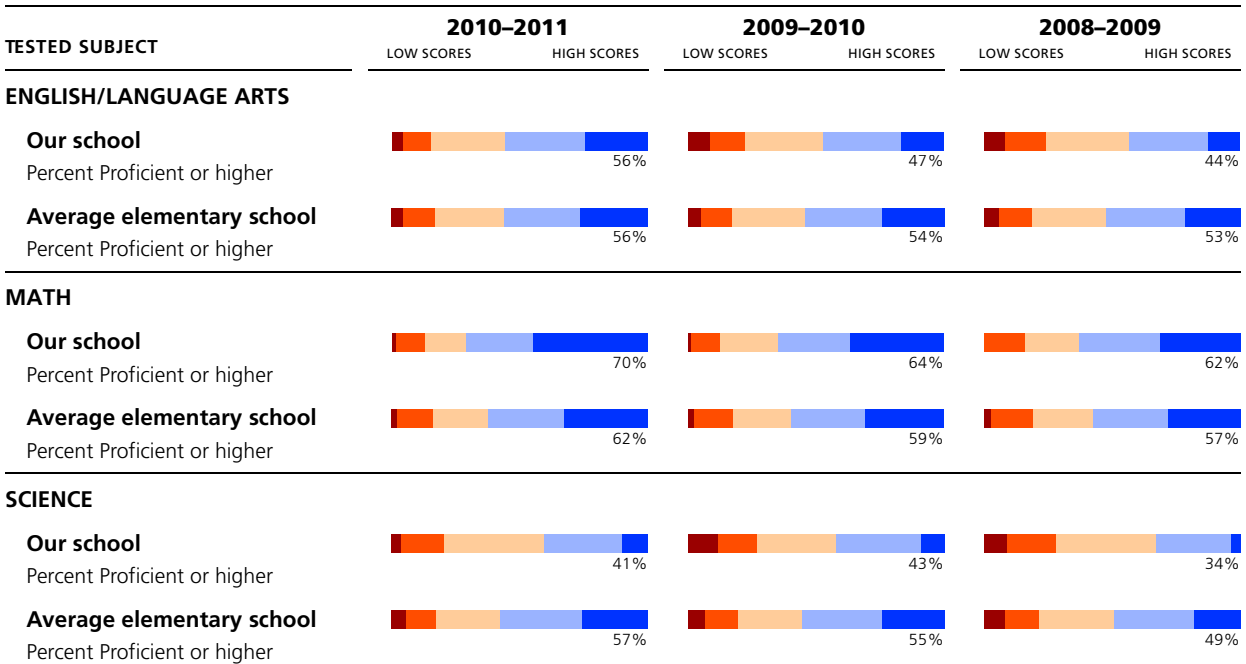 2010–2011 2009–2010 2008–2009
TESTED SUBJECT LOW SCORES HIGH SCORES LOW SCORES HIGH SCORES LOW SCORES HIGH SCORES
ENGLISH/LANGUAGE ARTS
Our school
56% 47% 44%
Percent Proficient or higher
Average elementary school
56% 54% 53%
Percent Proficient or higher
MATH
Our school
70% 64% 62%
Percent Proficient or higher
Average elementary school
62% 59% 57%
Percent Proficient or higher
SCIENCE
Our school
41% 43% 34%
Percent Proficient or higher
Average elementary school
57% 55% 49%
Percent Proficient or higher